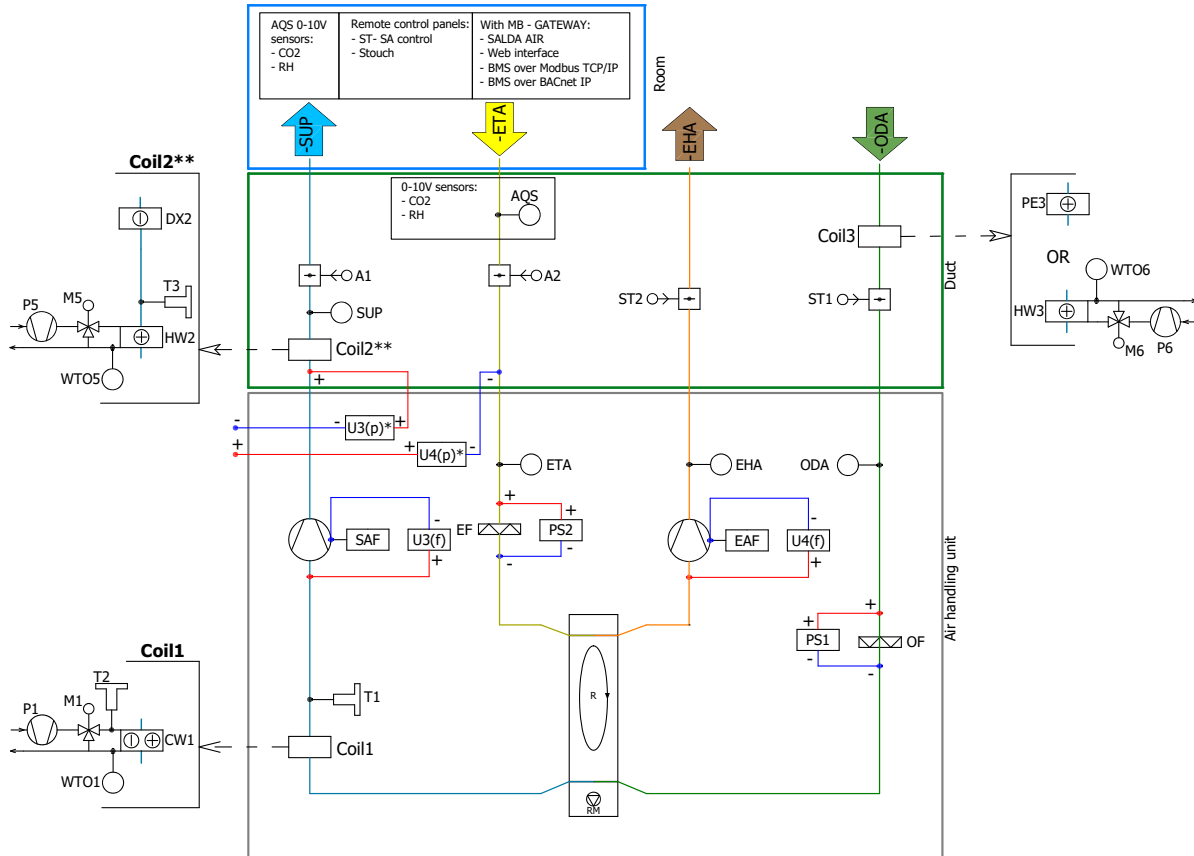 AQS 0-10V
sensors:
- CO2
- RH
Remote control panels:
- ST- SA control
- Stouch
With MB - GATEWAY:
- SALDA AIR
- Web interface
- BMS over Modbus TCP/IP
- BMS over BACnet IP
Room
-SUP
-ETA
-EHA
-ODA
Coil2**
DX2
T3
M5
P5
HW2
WTO5
0-10V sensors:
- CO2
- RH
AQS
A1
A2
SUP
Coil2**
ST2
ST1
Coil3
Duct
PE3
OR
WTO6
HW3
M6
P6
+
-
-
-
+
U3(p)*
+
+
U4(p)*
-
ETA
EHA
ODA
SAF
-
U3(f)
+
EF
+
+
PS2
-
-
EAF
-
U4(f)
+
Air handling unit
+
+
PS1
OF
-
-
R
RM
T1
Coil1
Coil1
T2
M1
P1
CW1
WTO1